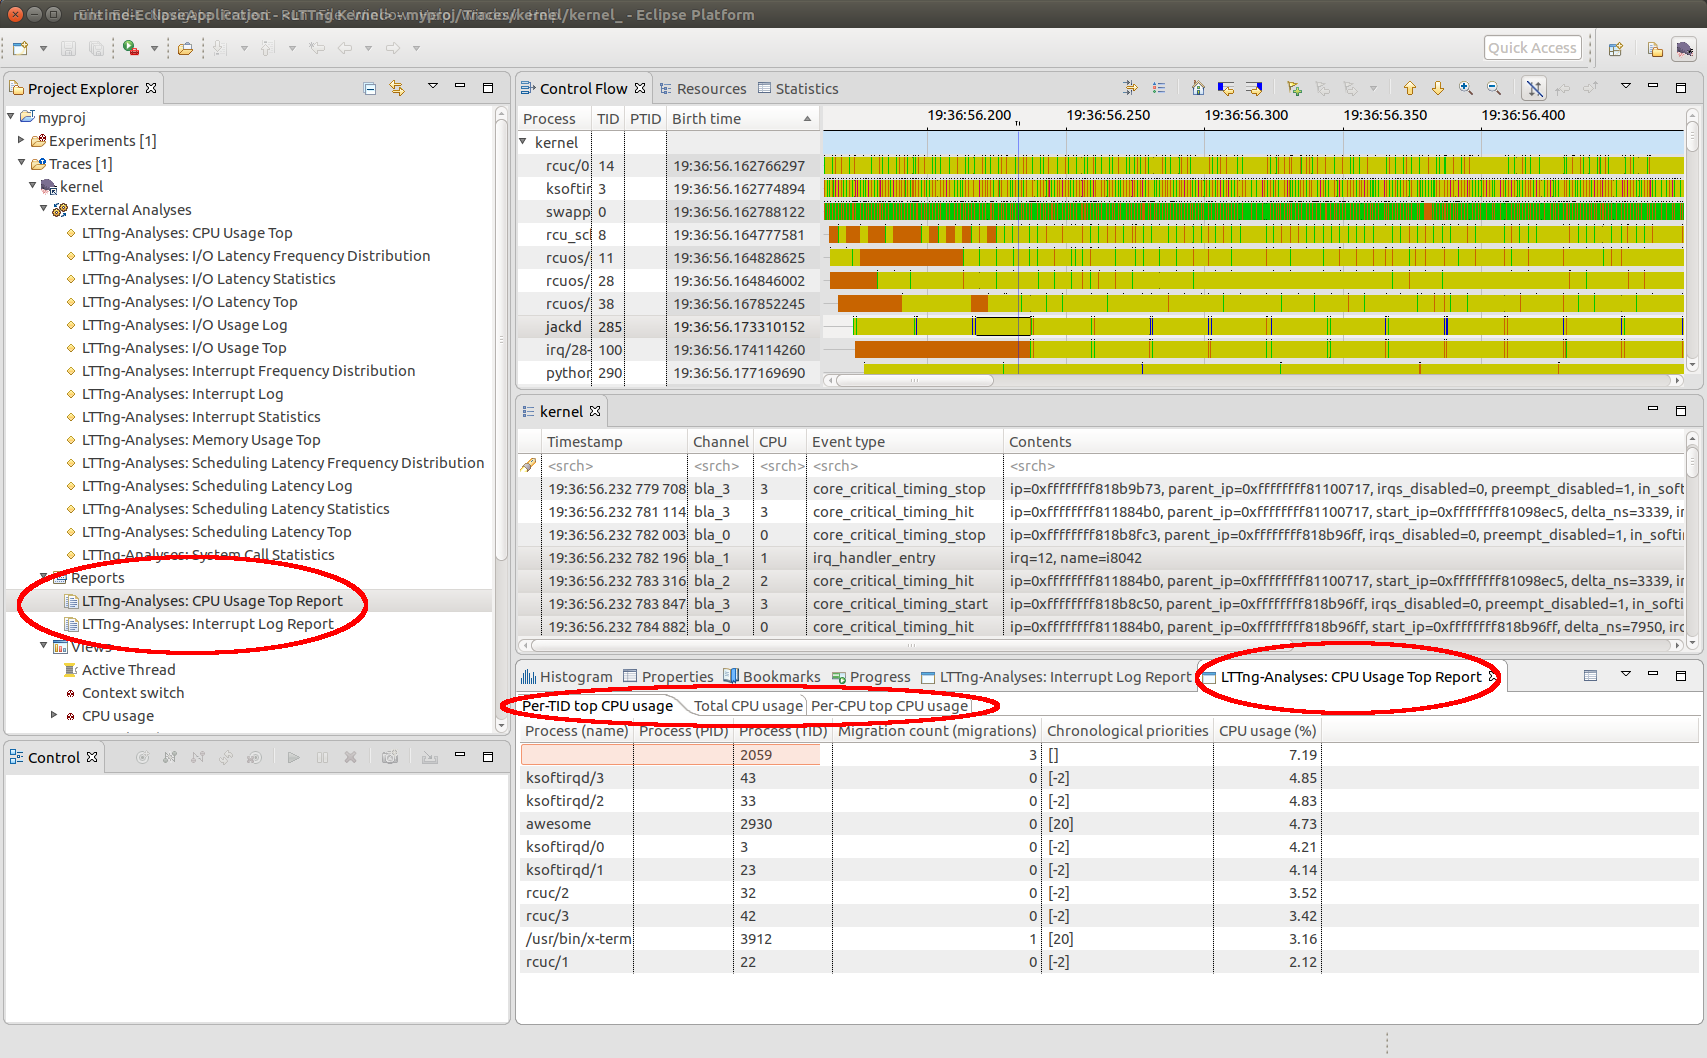 runtime-EclipseApplication - <LTTng Kernel> - myproj/Traces/kernel/kernel_ - Eclipse Platform
Quick Access
Project Explorer
myproj
Experiments [1]
Traces [1]
kernel
External Analyses
LTTng-Analyses: CPU Usage Top
LTTng-Analyses: I/O Latency Frequency Distribution
LTTng-Analyses: I/O Latency Statistics
LTTng-Analyses: I/O Latency Top
LTTng-Analyses: I/O Usage Log
LTTng-Analyses: I/O Usage Top
LTTng-Analyses: Interrupt Frequency Distribution
LTTng-Analyses: Interrupt Log
LTTng-Analyses: Interrupt Statistics
LTTng-Analyses: Memory Usage Top
LTTng-Analyses: Scheduling Latency Frequency Distribution
LTTng-Analyses: Scheduling Latency Log
LTTng-Analyses: Scheduling Latency Statistics
LTTng-Analyses: Scheduling Latency Top
LTTng-Analyses: System Call Statistics
Reports
LTTng-Analyses: CPU Usage Top Report
LTTng-Analyses: Interrupt Log Report
Views
Active Thread
Context switch
CPU usage
Control
Control Flow Resources Statistics
Process TID PTID Birth time 19:36:56.200 19:36:56.250 19:36:56.300 19:36:56.350 19:36:56.400
kernel
rcuc/0 14 19:36:56.162766297
ksoftir 3 19:36:56.162774894
swapp 0 19:36:56.162788122
rcu_scl 8 19:36:56.164777581
rcuos/ 11 19:36:56.164828625
rcuos/ 28 19:36:56.164846002
rcuos/ 38 19:36:56.167852245
jackd 285 19:36:56.173310152
irq/28- 100 19:36:56.174114260
python 290 19:36:56.177169690
kernel
Timestamp Channel CPU Event type Contents
<srch> <srch> <srch> <srch> <srch>
19:36:56.232 779 708 bla_3 3 core_critical_timing_stop ip=0xffffffff818b9b73, parent_ip=0xffffffff81100717, irqs_disabled=0, preempt_disabled=1, in_softi
19:36:56.232 781 114 bla_3 3 core_critical_timing_hit ip=0xffffffff811884b0, parent_ip=0xffffffff81100717, start_ip=0xffffffff81098ec5, delta_ns=3339, ir
19:36:56.232 782 003 bla_0 0 core_critical_timing_stop ip=0xffffffff818b8fc3, parent_ip=0xffffffff818b96ff, irqs_disabled=0, preempt_disabled=1, in_softi
19:36:56.232 782 196 bla_1 1 irq_handler_entry irq=12, name=i8042
19:36:56.232 783 316 bla_2 2 core_critical_timing_hit ip=0xffffffff811884b0, parent_ip=0xffffffff81100717, start_ip=0xffffffff81098ec5, delta_ns=3339, ir
19:36:56.232 783 847 bla_3 3 core_critical_timing_start ip=0xffffffff818b8c50, parent_ip=0xffffffff818b96ff, irqs_disabled=0, preempt_disabled=1, in_softi
19:36:56.232 784 882 bla_0 0 core_critical_timing_hit ip=0xffffffff811884b0, parent_ip=0xffffffff818b96ff, start_ip=0xffffffff818b96ff, delta_ns=7950, ir
Histogram Properties Bookmarks Progress LTTng-Analyses: Interrupt Log Report LTTng-Analyses: CPU Usage Top Report
Per-TID top CPU usage Total CPU usage Per-CPU top CPU usage
Process (name) Process (PID) Process (TID) Migration count (migrations) Chronological priorities CPU usage (%)
2059 3 [] 7.19
ksoftirqd/3 43 0 [-2] 4.85
ksoftirqd/2 33 0 [-2] 4.83
awesome 2930 0 [20] 4.73
ksoftirqd/0 3 0 [-2] 4.21
ksoftirqd/1 23 0 [-2] 4.14
rcuc/2 32 0 [-2] 3.52
rcuc/3 42 0 [-2] 3.42
/usr/bin/x-term 3912 1 [20] 3.16
rcuc/1 22 0 [-2] 2.12